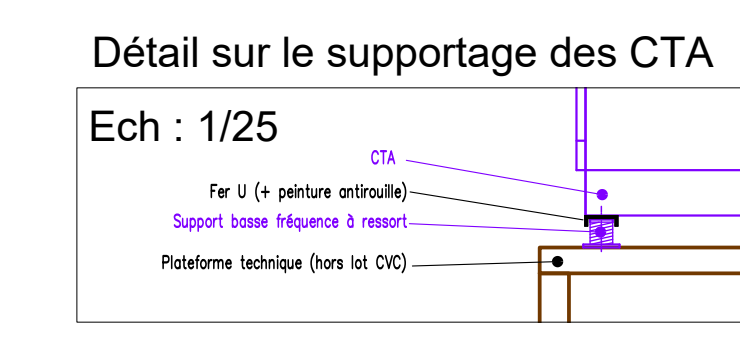 Détail sur le supportage des CTA
Ech : 1/25
CTA
Fer U (+ peinture antirouille)
Support basse fréquence à ressort
Plateforme technique (hors lot CVC)